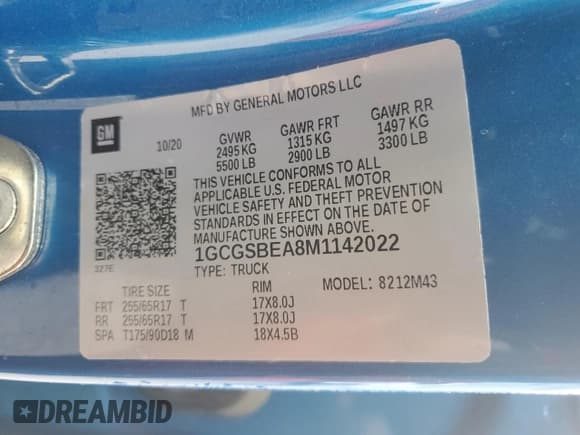 MFD BY GENERAL MOTORS LLC
GM
10/20 GVWR GAWR FRT GAWR RR
2495 KG 1315 KG 1497 KG
5500 LB 2900 LB 3300 LB
THIS VEHICLE CONFORMS TO ALL
APPLICABLE U.S. FEDERAL MOTOR
VEHICLE SAFETY AND THEFT PREVENTION
STANDARDS IN EFFECT ON THE DATE OF
MANUFACTURE SHOWN ABOVE.
327E
1GCGSBEA8M1142022
TYPE: TRUCK MODEL: 8212M43
TIRE SIZE RIM
FRT 255/65R17 T 17X8.0J
RR 255/65R17 T 17X8.0J
SPA T175/90D18 M 18X4.5B
DREAMBID